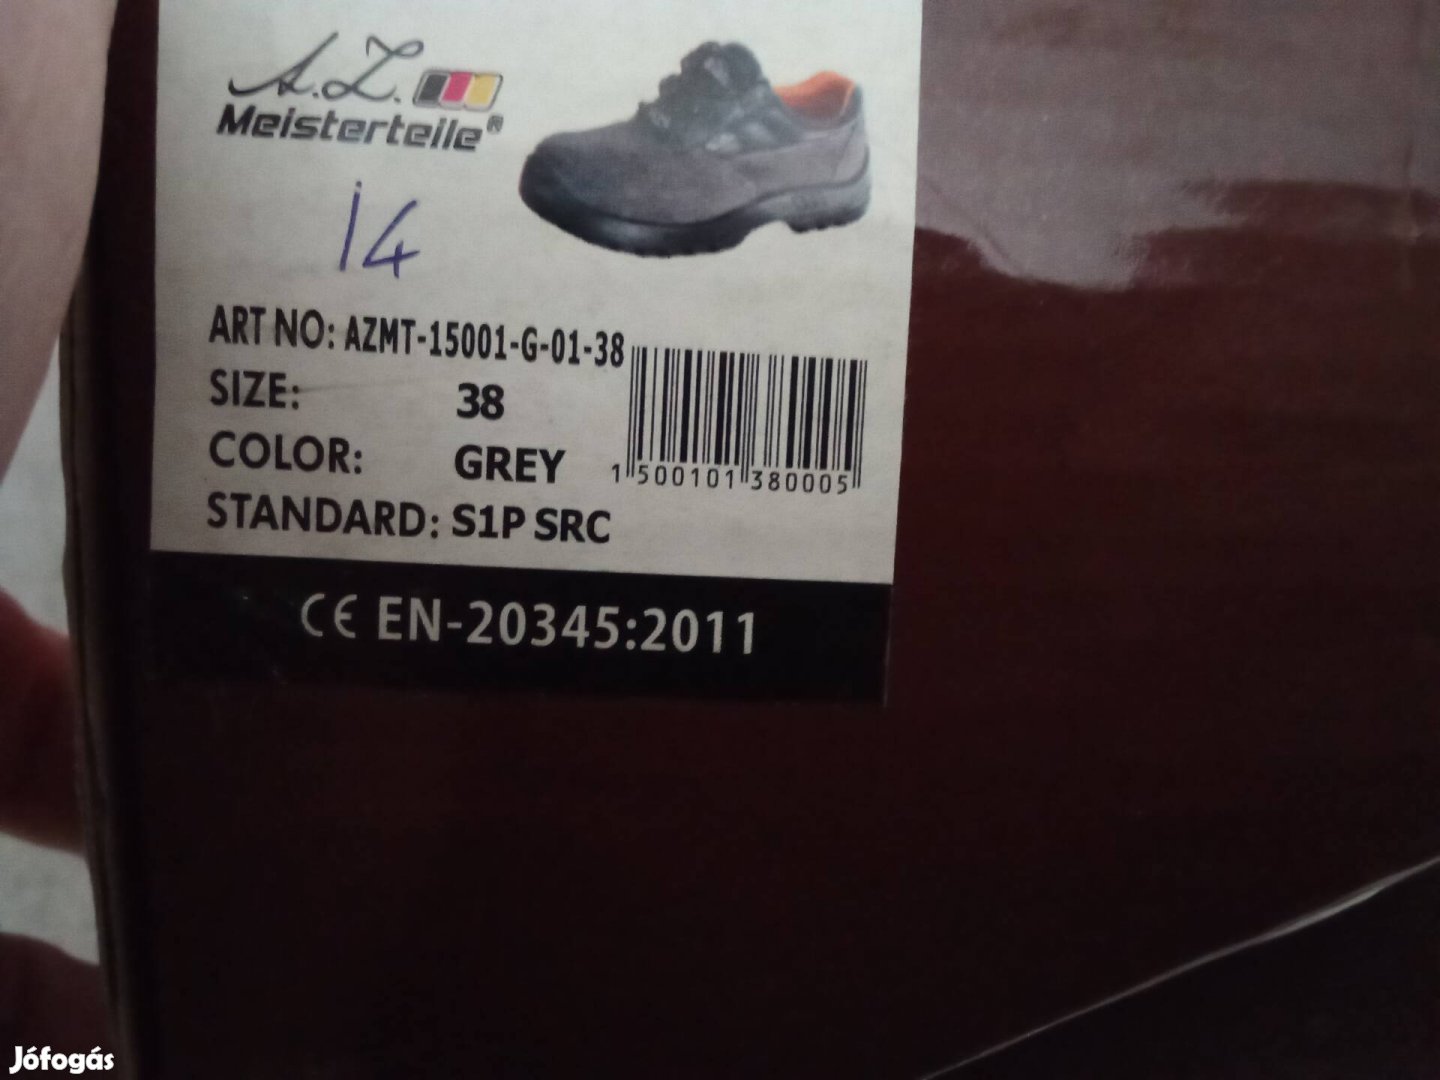 A.Z.
Meisterteile®
14
ART NO: AZMT-15001-G-01-38
SIZE: 38
COLOR: GREY
STANDARD: S1P SRC
1 500101 380005
CE EN-20345:2011
Jófogás